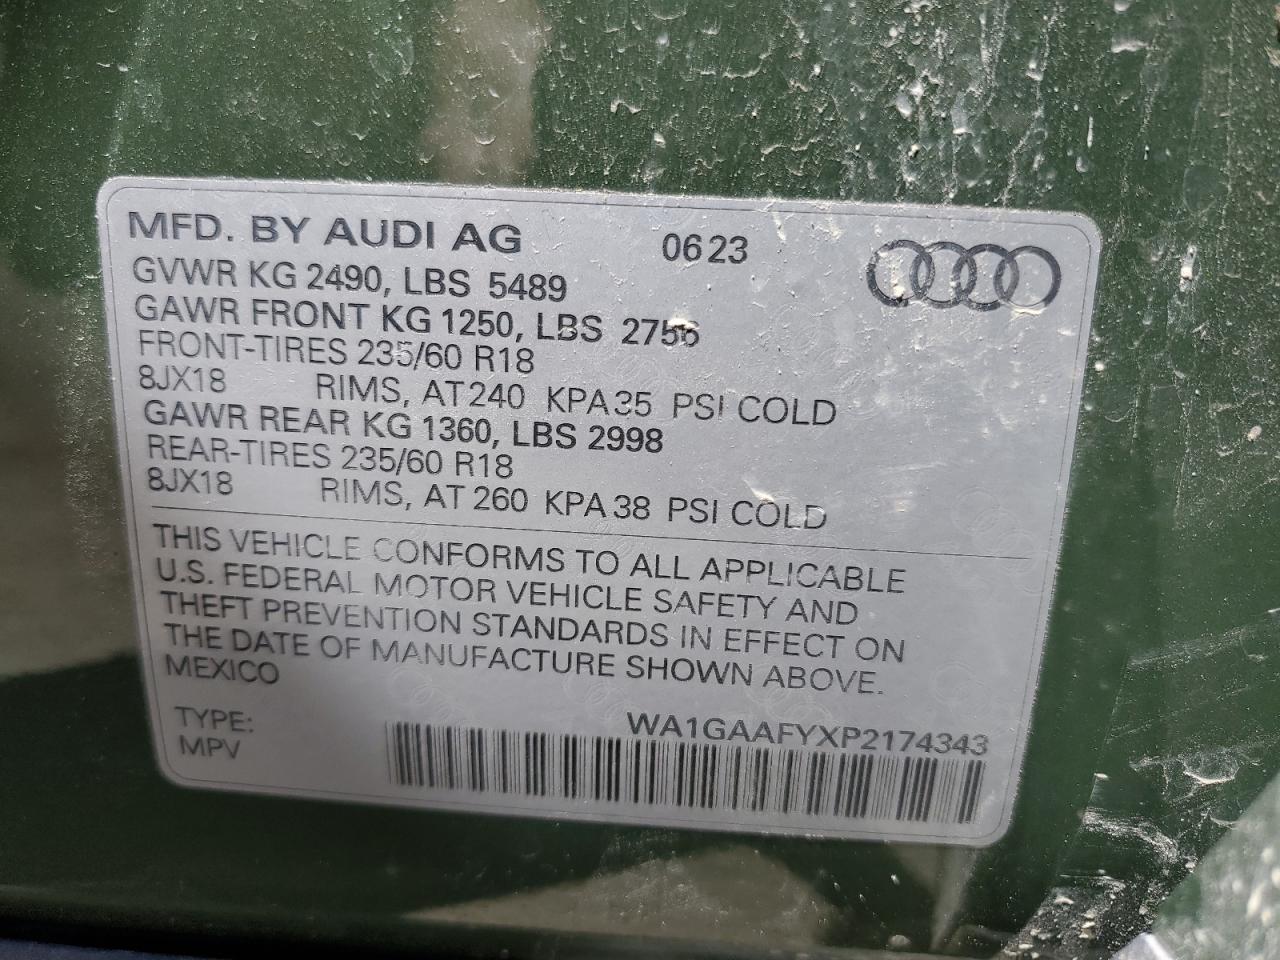 MFD. BY AUDI AG 0623
GVWR KG 2490, LBS 5489
GAWR FRONT KG 1250, LBS 2756
FRONT-TIRES 235/60 R18
8JX18 RIMS, AT 240 KPA 35 PSI COLD
GAWR REAR KG 1360, LBS 2998
REAR-TIRES 235/60 R18
8JX18 RIMS, AT 260 KPA 38 PSI COLD
THIS VEHICLE CONFORMS TO ALL APPLICABLE
U.S. FEDERAL MOTOR VEHICLE SAFETY AND
THEFT PREVENTION STANDARDS IN EFFECT ON
THE DATE OF MANUFACTURE SHOWN ABOVE.
MEXICO
TYPE: WA1GAAFYXP2174343
MPV